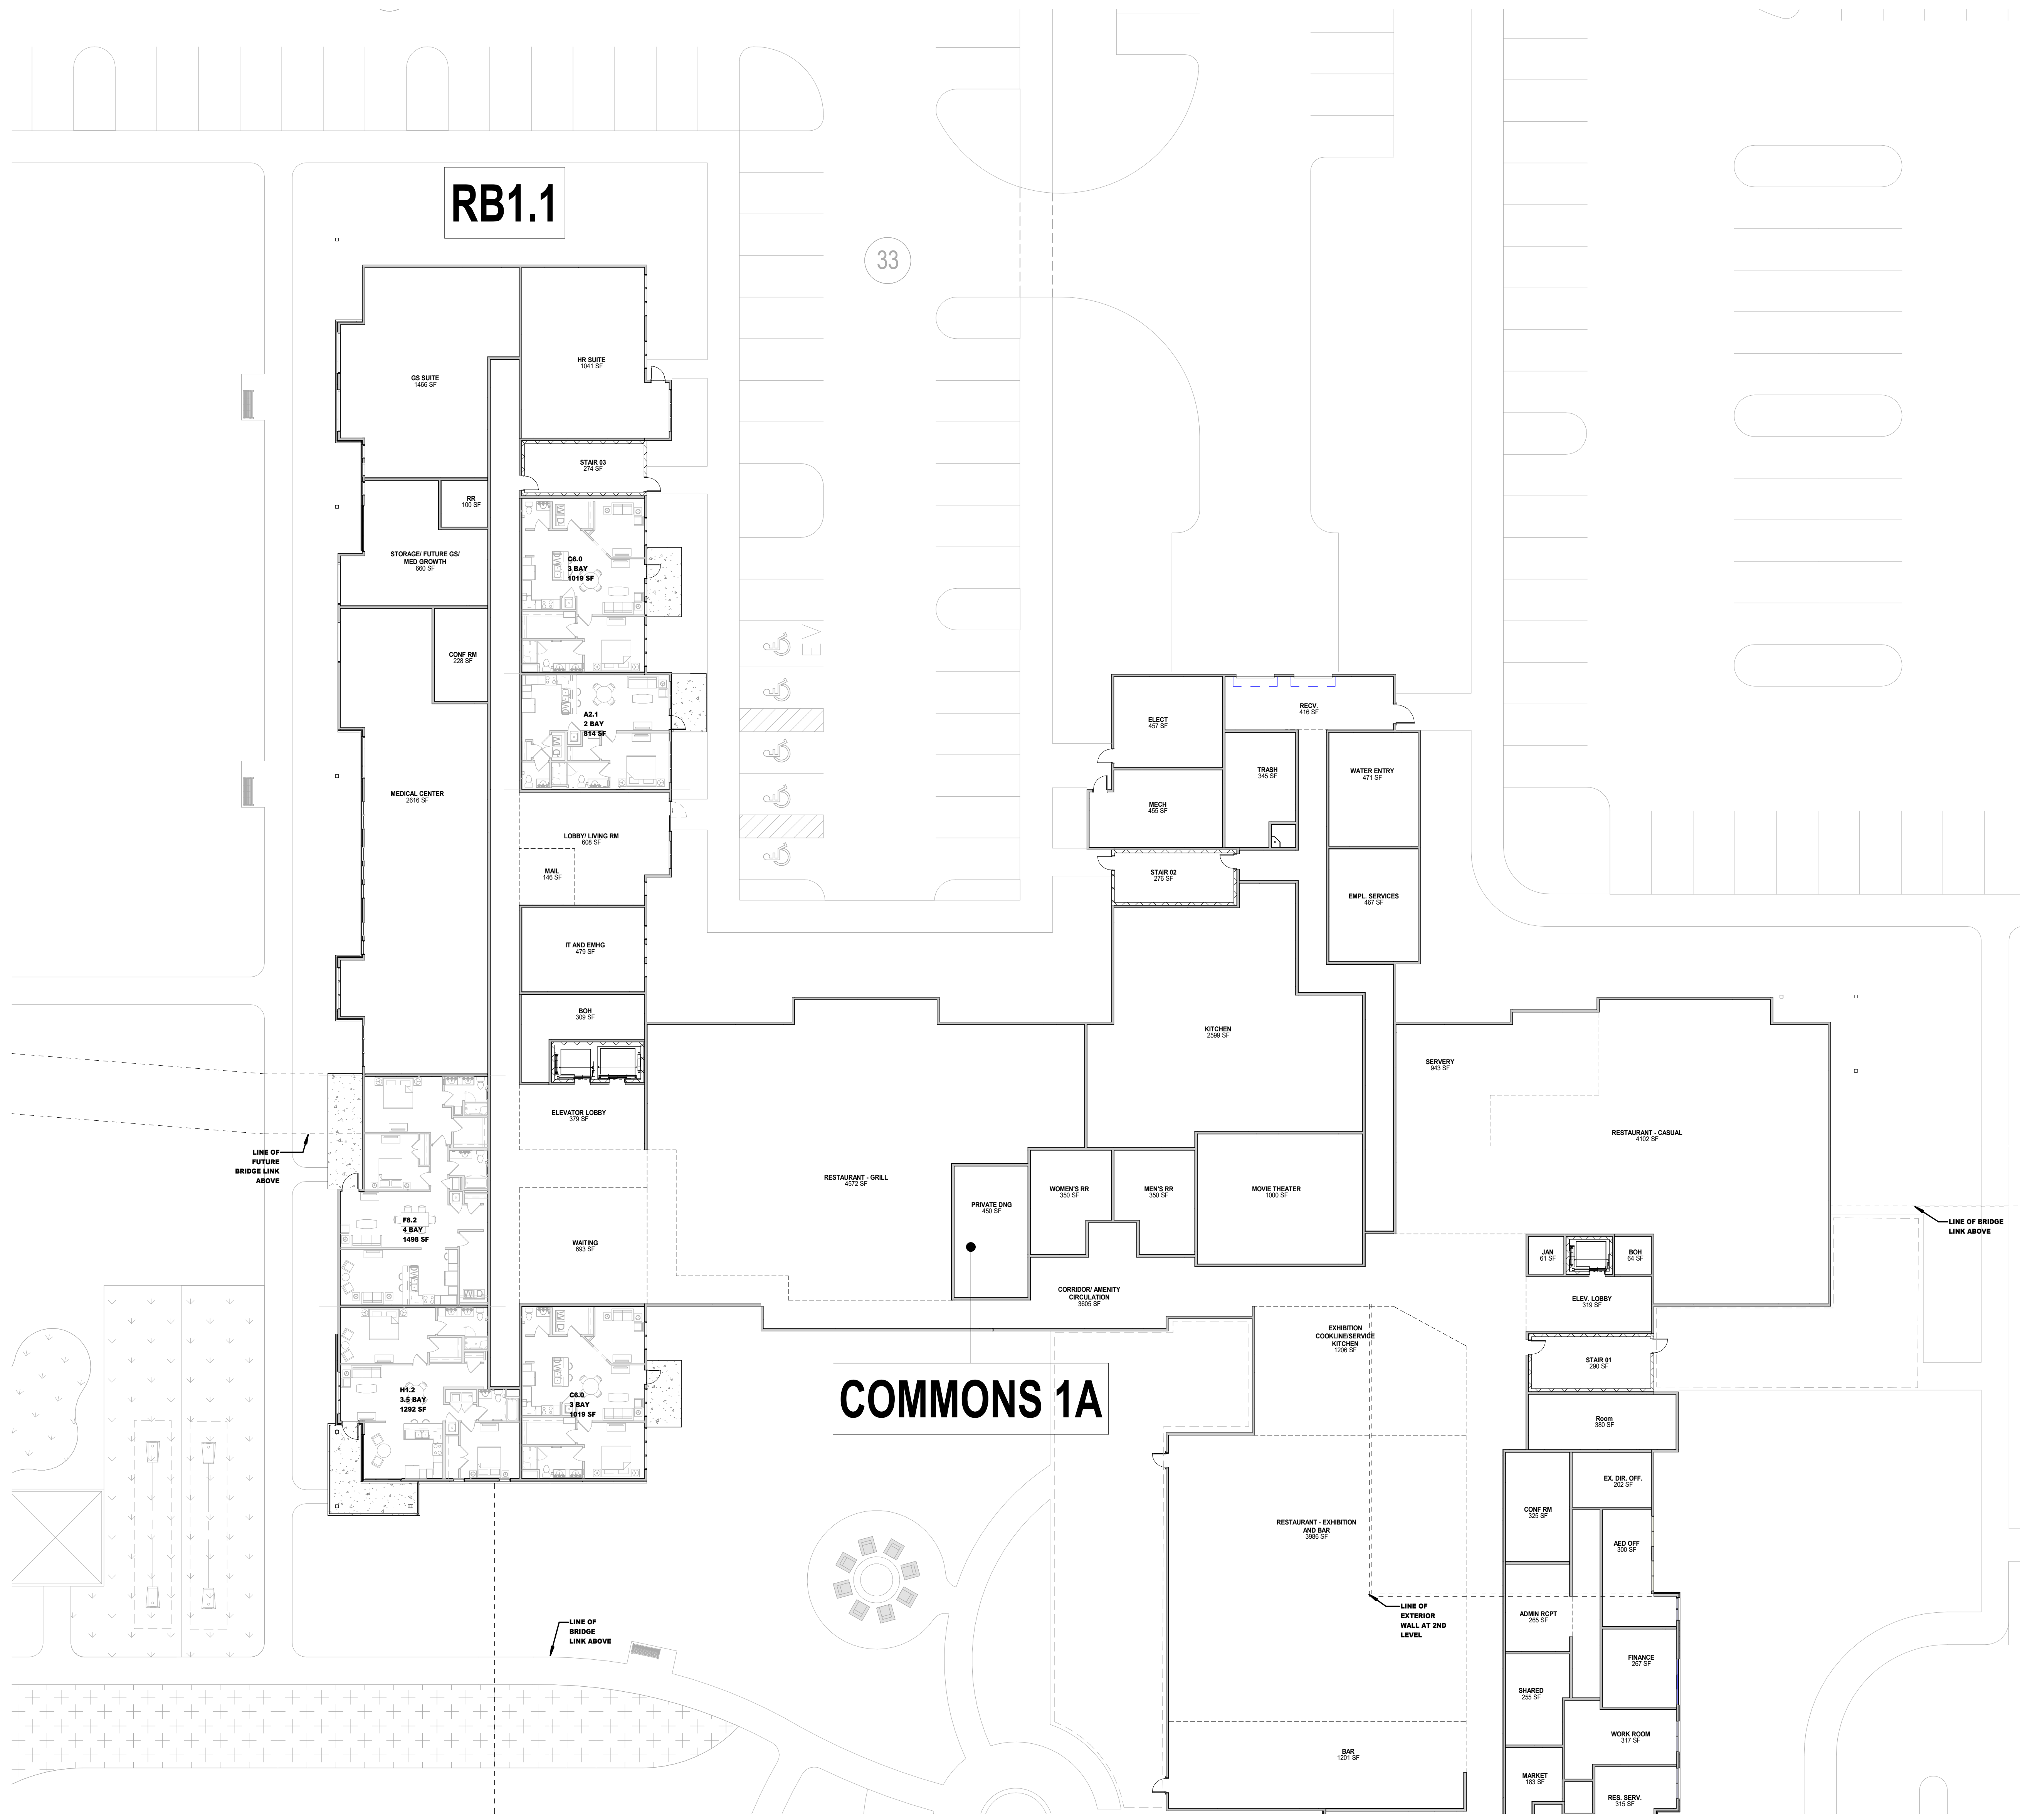 RB1.1
33
HR SUITE
1041 SF
GS SUITE
1466 SF
STAIR 03
274 SF
RR
100 SF
STORAGE/ FUTURE GS/
MED GROWTH
660 SF
C6.0
3 BAY
1019 SF
W.D.
DW
EV
CONF RM
228 SF
A2.1
2 BAY
814 SF
W.D.
DW
MEDICAL CENTER
2616 SF
LOBBY/ LIVING RM
608 SF
MAIL
146 SF
IT AND EMHG
479 SF
BOH
309 SF
ELEVATOR LOBBY
379 SF
RECV.
416 SF
ELECT
457 SF
TRASH
345 SF
WATER ENTRY
471 SF
MECH
455 SF
STAIR 02
276 SF
EMPL. SERVICES
467 SF
KITCHEN
2599 SF
SERVERY
943 SF
RESTAURANT - CASUAL
4102 SF
LINE OF
FUTURE
BRIDGE LINK
ABOVE
RESTAURANT - GRILL
4572 SF
PRIVATE DNG
450 SF
WOMEN'S RR
350 SF
MEN'S RR
350 SF
MOVIE THEATER
1000 SF
LINE OF BRIDGE
LINK ABOVE
F8.2
4 BAY
1498 SF
DW
W.D.
WAITING
693 SF
JAN
61 SF
BOH
64 SF
CORRIDOR/ AMENITY
CIRCULATION
3605 SF
ELEV. LOBBY
319 SF
EXHIBITION
COOKLINE/SERVICE
KITCHEN
1206 SF
STAIR 01
290 SF
H1.2
3.5 BAY
1292 SF
C6.0
3 BAY
1019 SF
W.D.
DW
COMMONS 1A
Room
380 SF
EX. DIR. OFF.
202 SF
CONF RM
325 SF
RESTAURANT - EXHIBITION
AND BAR
3986 SF
AED OFF
300 SF
LINE OF
EXTERIOR
WALL AT 2ND
LEVEL
ADMIN RCPT
265 SF
LINE OF
BRIDGE
LINK ABOVE
FINANCE
267 SF
SHARED
255 SF
WORK ROOM
317 SF
BAR
1201 SF
MARKET
183 SF
RES. SERV.
315 SF